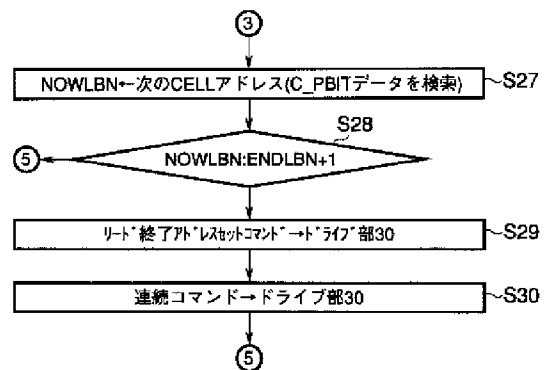 ③
NOWLBN←次のCELLアドレス(C_PBITデータを検索)
S27
S28
⑤
NOWLBN:ENDLBN+1
リード終了アドレスセットコマンド→ドライブ部30
S29
連続コマンド→ドライブ部30
S30
⑤